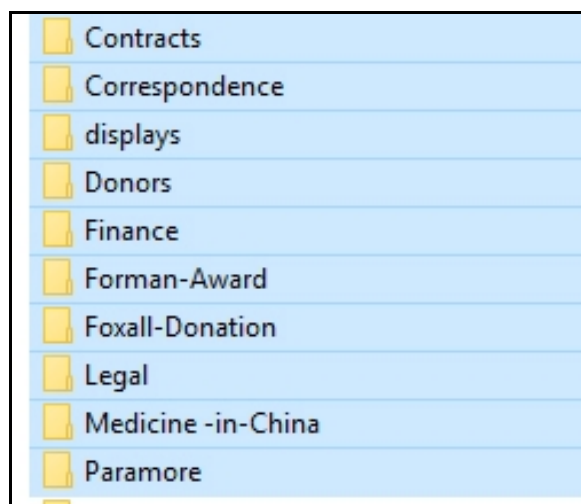 Contracts
Correspondence
displays
Donors
Finance
Forman-Award
Foxall-Donation
Legal
Medicine -in-China
Paramore